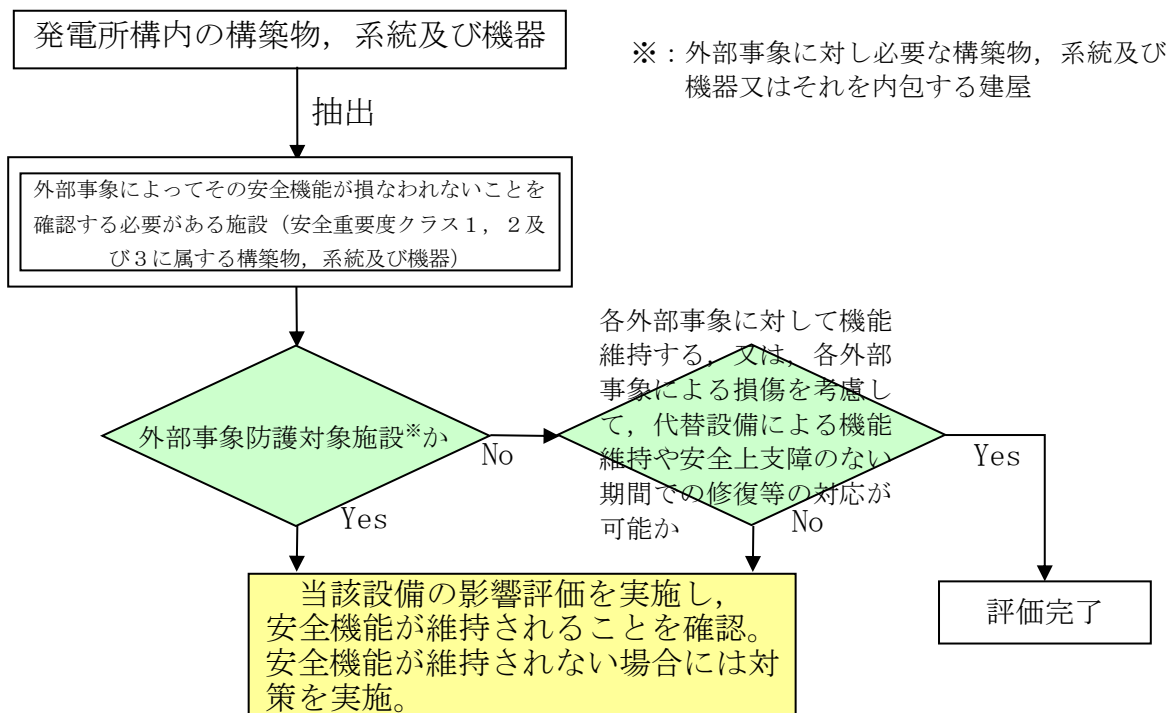 発電所構内の構築物，系統及び機器
※：外部事象に対し必要な構築物，系統及び
機器又はそれを内包する建屋
抽出
外部事象によってその安全機能が損なわれないことを
確認する必要がある施設（安全重要度クラス１，２及
び３に属する構築物，系統及び機器）
外部事象防護対象施設※か
No
Yes
各外部事象に対して機能
維持する，又は，各外部
事象による損傷を考慮し
て，代替設備による機能
維持や安全上支障のない
期間での修復等の対応が
可能か
No
Yes
当該設備の影響評価を実施し，
安全機能が維持されることを確認。
安全機能が維持されない場合には対
策を実施。
評価完了